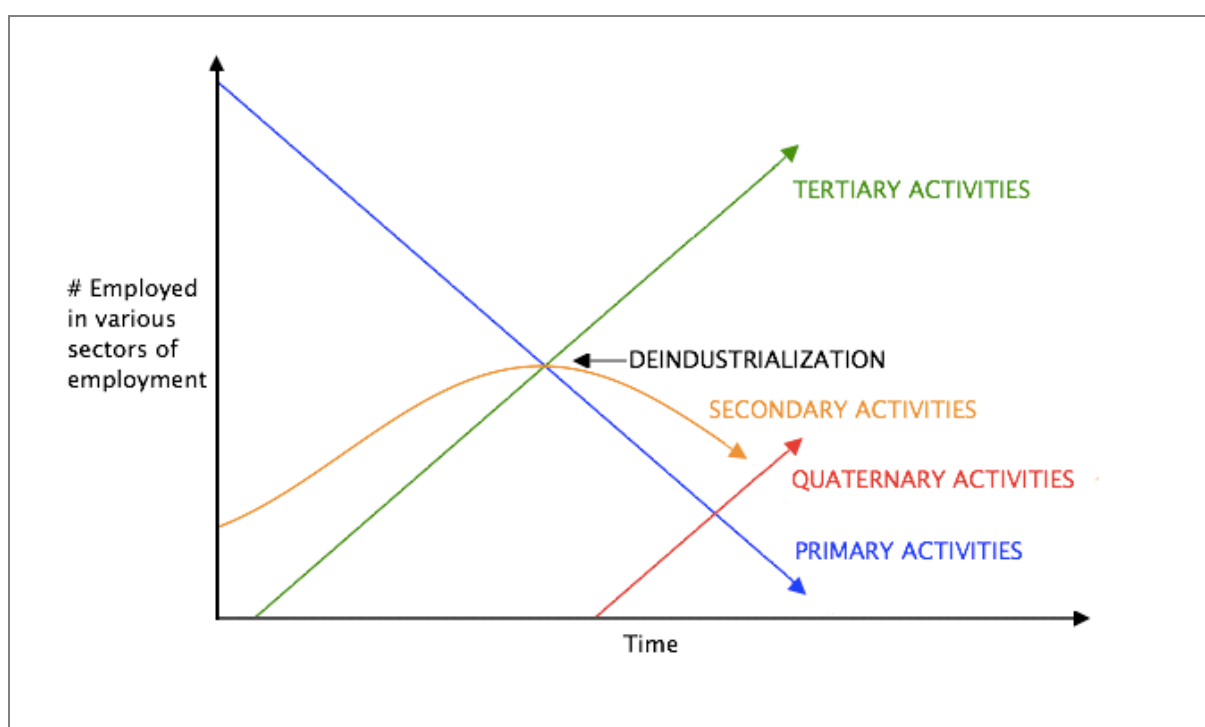 TERTIARY ACTIVITIES
# Employed
in various
sectors of
employment
DEINDUSTRIALIZATION
SECONDARY ACTIVITIES
QUATERNARY ACTIVITIES
PRIMARY ACTIVITIES
Time